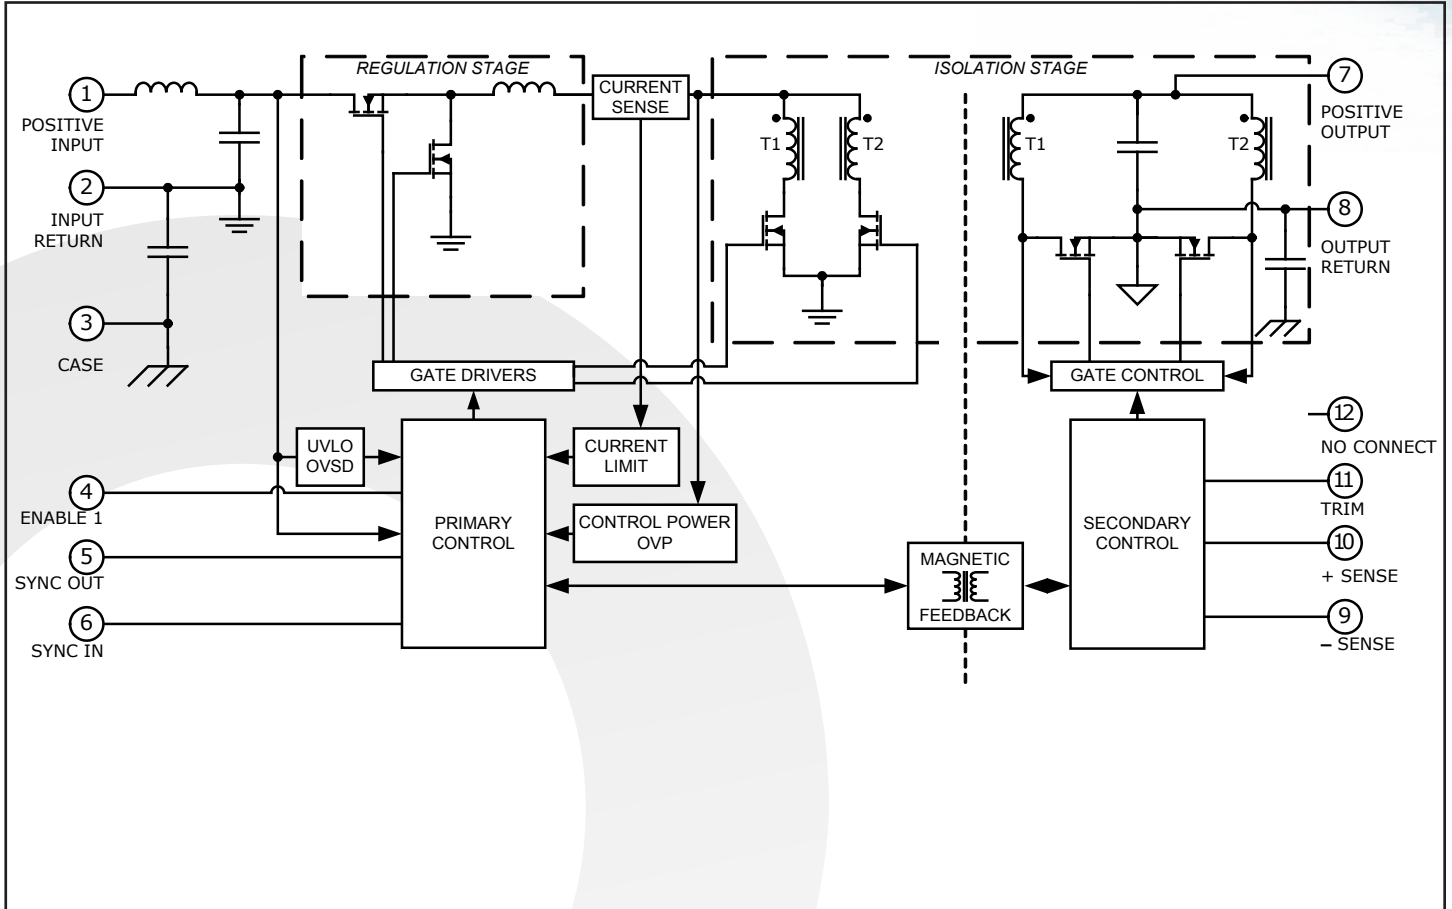 REGULATION STAGE
ISOLATION STAGE
1
POSITIVE
INPUT
CURRENT
SENSE
7
POSITIVE
OUTPUT
T1
T2
T1
T2
2
INPUT
RETURN
8
OUTPUT
RETURN
3
CASE
GATE DRIVERS
GATE CONTROL
12
NO CONNECT
UVLO
OVSD
CURRENT
LIMIT
4
ENABLE 1
11
TRIM
PRIMARY
CONTROL
CONTROL POWER
OVP
SECONDARY
CONTROL
5
SYNC OUT
10
+ SENSE
MAGNETIC
FEEDBACK
6
SYNC IN
9
− SENSE